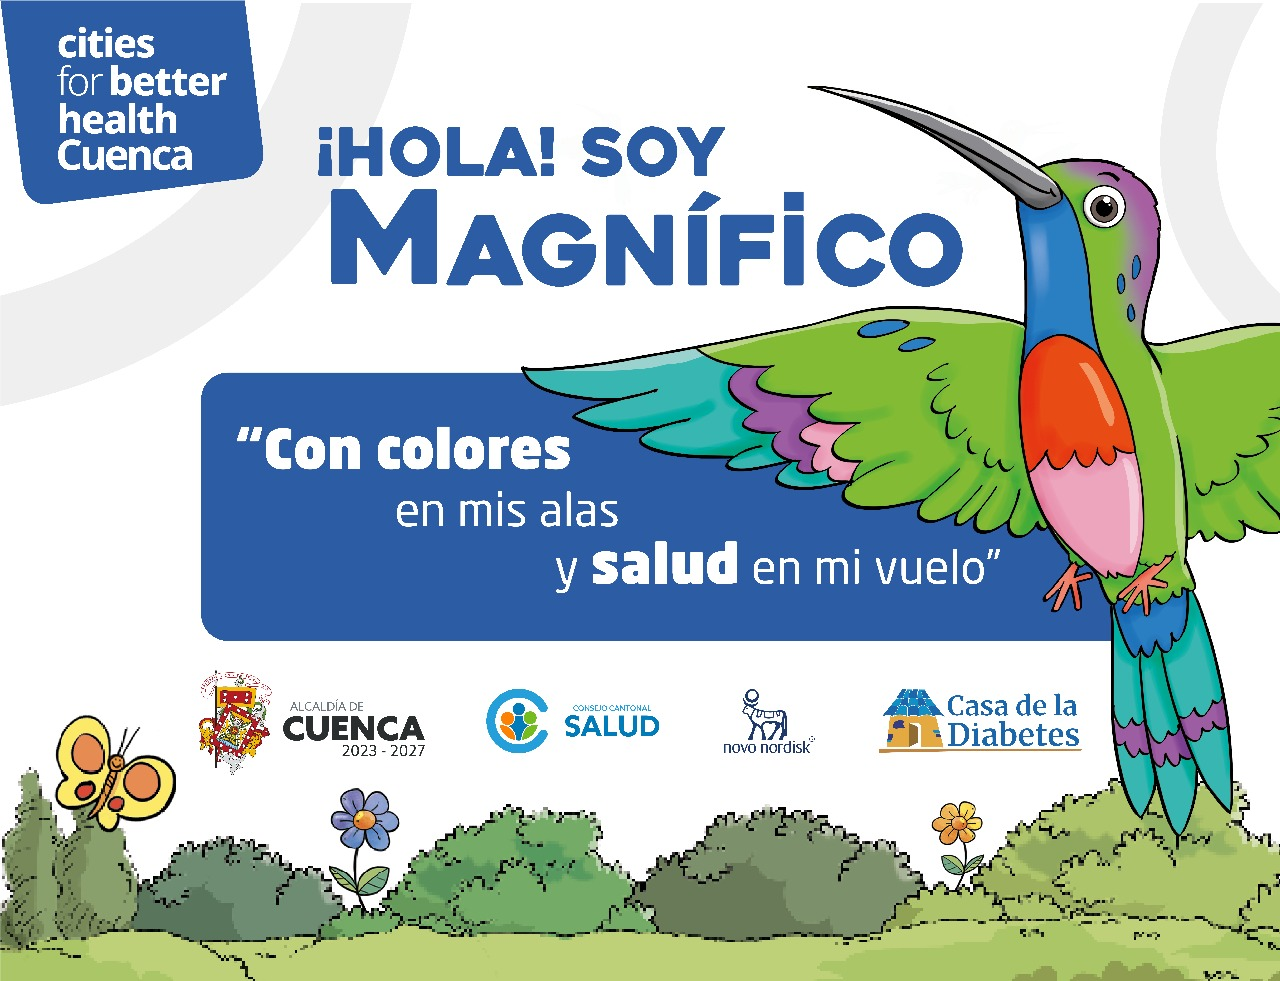 cities
for better
health
Cuenca
¡HOLA! SOY
MAGNÍFiCO
“Con colores
en mis alas
y salud en mi vuelo”
ALCALDÍA DE
CUENCA
2023 - 2027
CONSEJO CANTONAL
SALUD
novo nordisk®
Casa de la
Diabetes